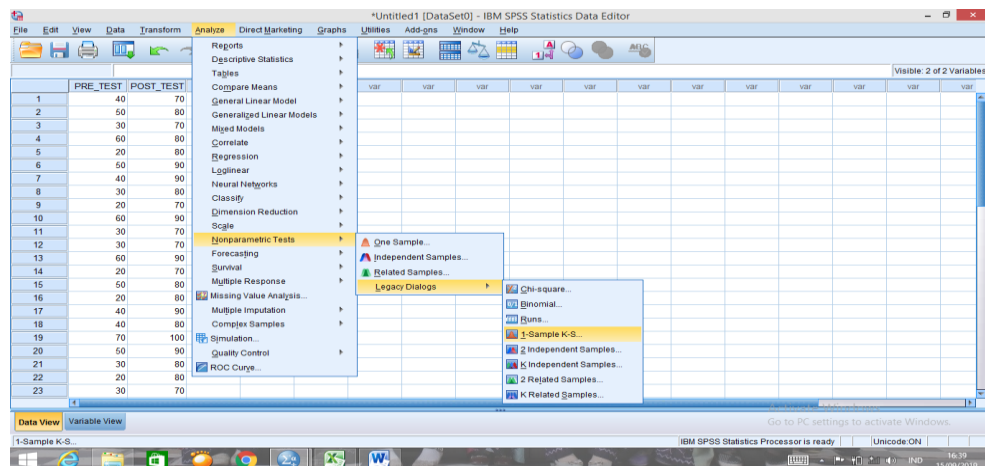 *Untitled1 [DataSet0] - IBM SPSS Statistics Data Editor
File Edit View Data Transform Analyze Direct Marketing Graphs Utilities Add-ons Window Help
Visible: 2 of 2 Variables
PRE_TEST POST_TEST var var var var var var var var var var
1 40 70
2 50 80
3 30 70
4 60 80
5 20 80
6 50 90
7 40 90
8 30 80
9 20 70
10 60 90
11 30 70
12 30 70
13 60 90
14 20 70
15 50 80
16 20 80
17 40 90
18 40 80
19 70 100
20 50 90
21 30 80
22 20 80
23 30 70
Reports
Descriptive Statistics
Tables
Compare Means
General Linear Model
Generalized Linear Models
Mixed Models
Correlate
Regression
Loglinear
Neural Networks
Classify
Dimension Reduction
Scale
Nonparametric Tests
Forecasting
Survival
Multiple Response
Missing Value Analysis...
Multiple Imputation
Complex Samples
Simulation...
Quality Control
ROC Curve...
One Sample...
Independent Samples...
Related Samples...
Legacy Dialogs
Chi-square...
Binomial...
Runs...
1-Sample K-S...
2 Independent Samples...
K Independent Samples...
2 Related Samples...
K Related Samples...
Go to PC settings to activate Windows.
Data View Variable View
1-Sample K-S... IBM SPSS Statistics Processor is ready Unicode:ON
IND 16:39
15/09/2019